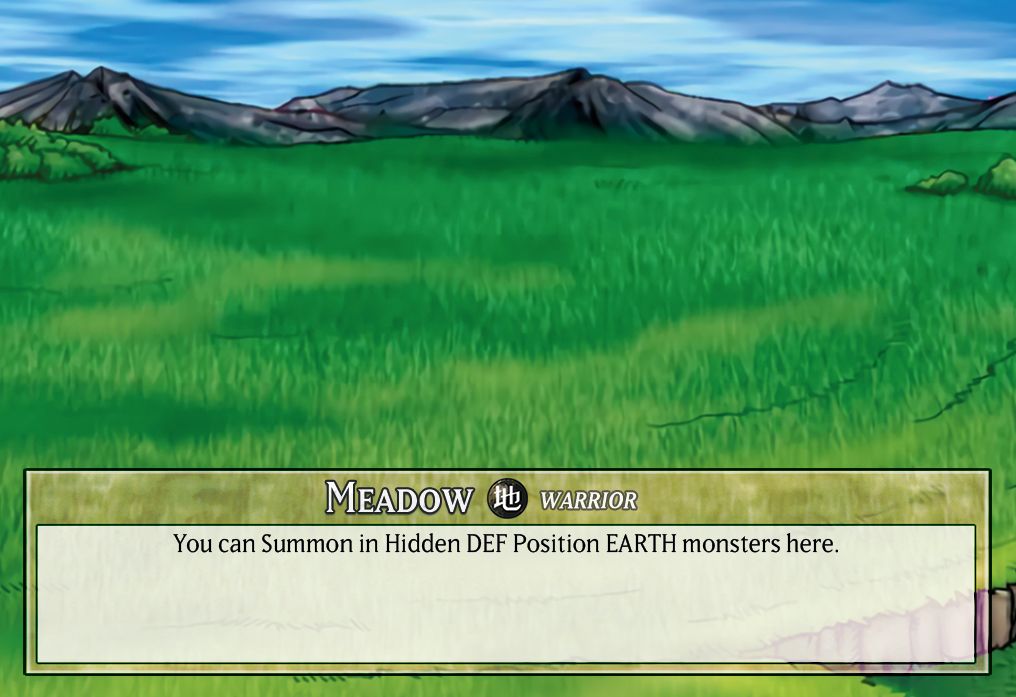 Meadow 地 WARRIOR
You can Summon in Hidden DEF Position EARTH monsters here.